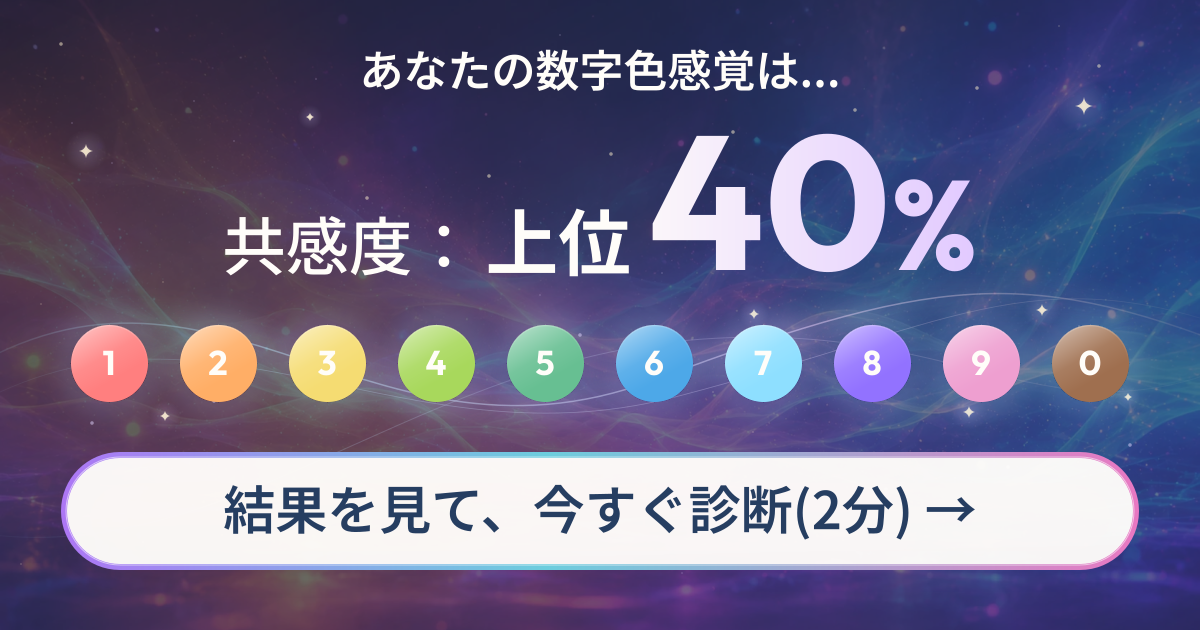 あなたの数字色感覚は...
共感度：上位 40%
1 2 3 4 5 6 7 8 9 0
結果を見て、今すぐ診断(2分) →